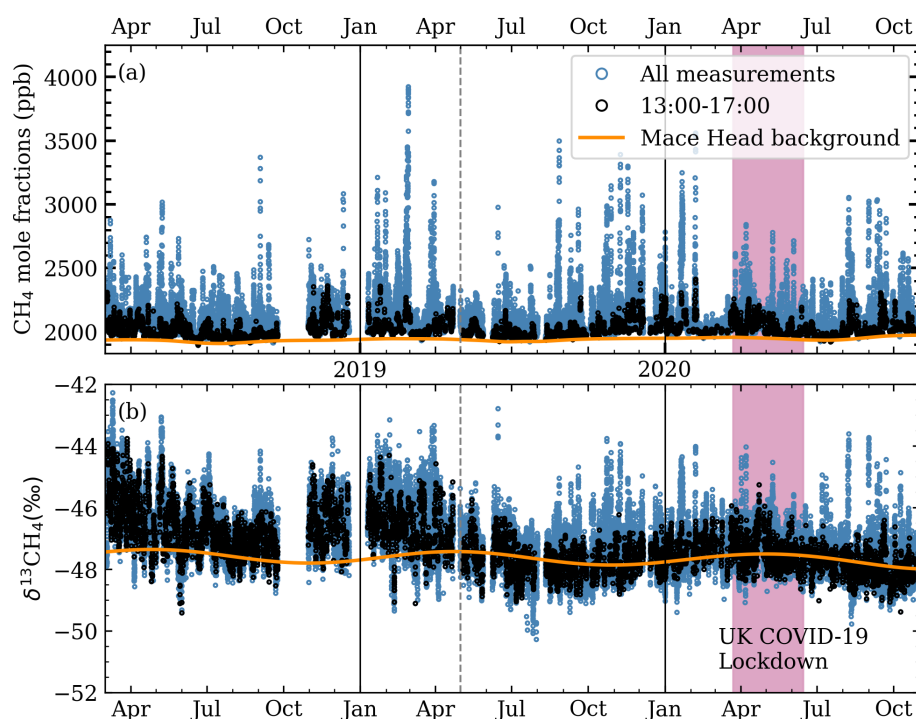 Apr Jul Oct Jan Apr Jul Oct Jan Apr Jul Oct
(a)
All measurements
13:00-17:00
Mace Head background
CH₄ mole fractions (ppb)
4000
3500
3000
2500
2000
2019 2020
(b)
δ¹³CH₄(‰)
−42
−44
−46
−48
−50
−52
UK COVID-19
Lockdown
Apr Jul Oct Jan Apr Jul Oct Jan Apr Jul Oct